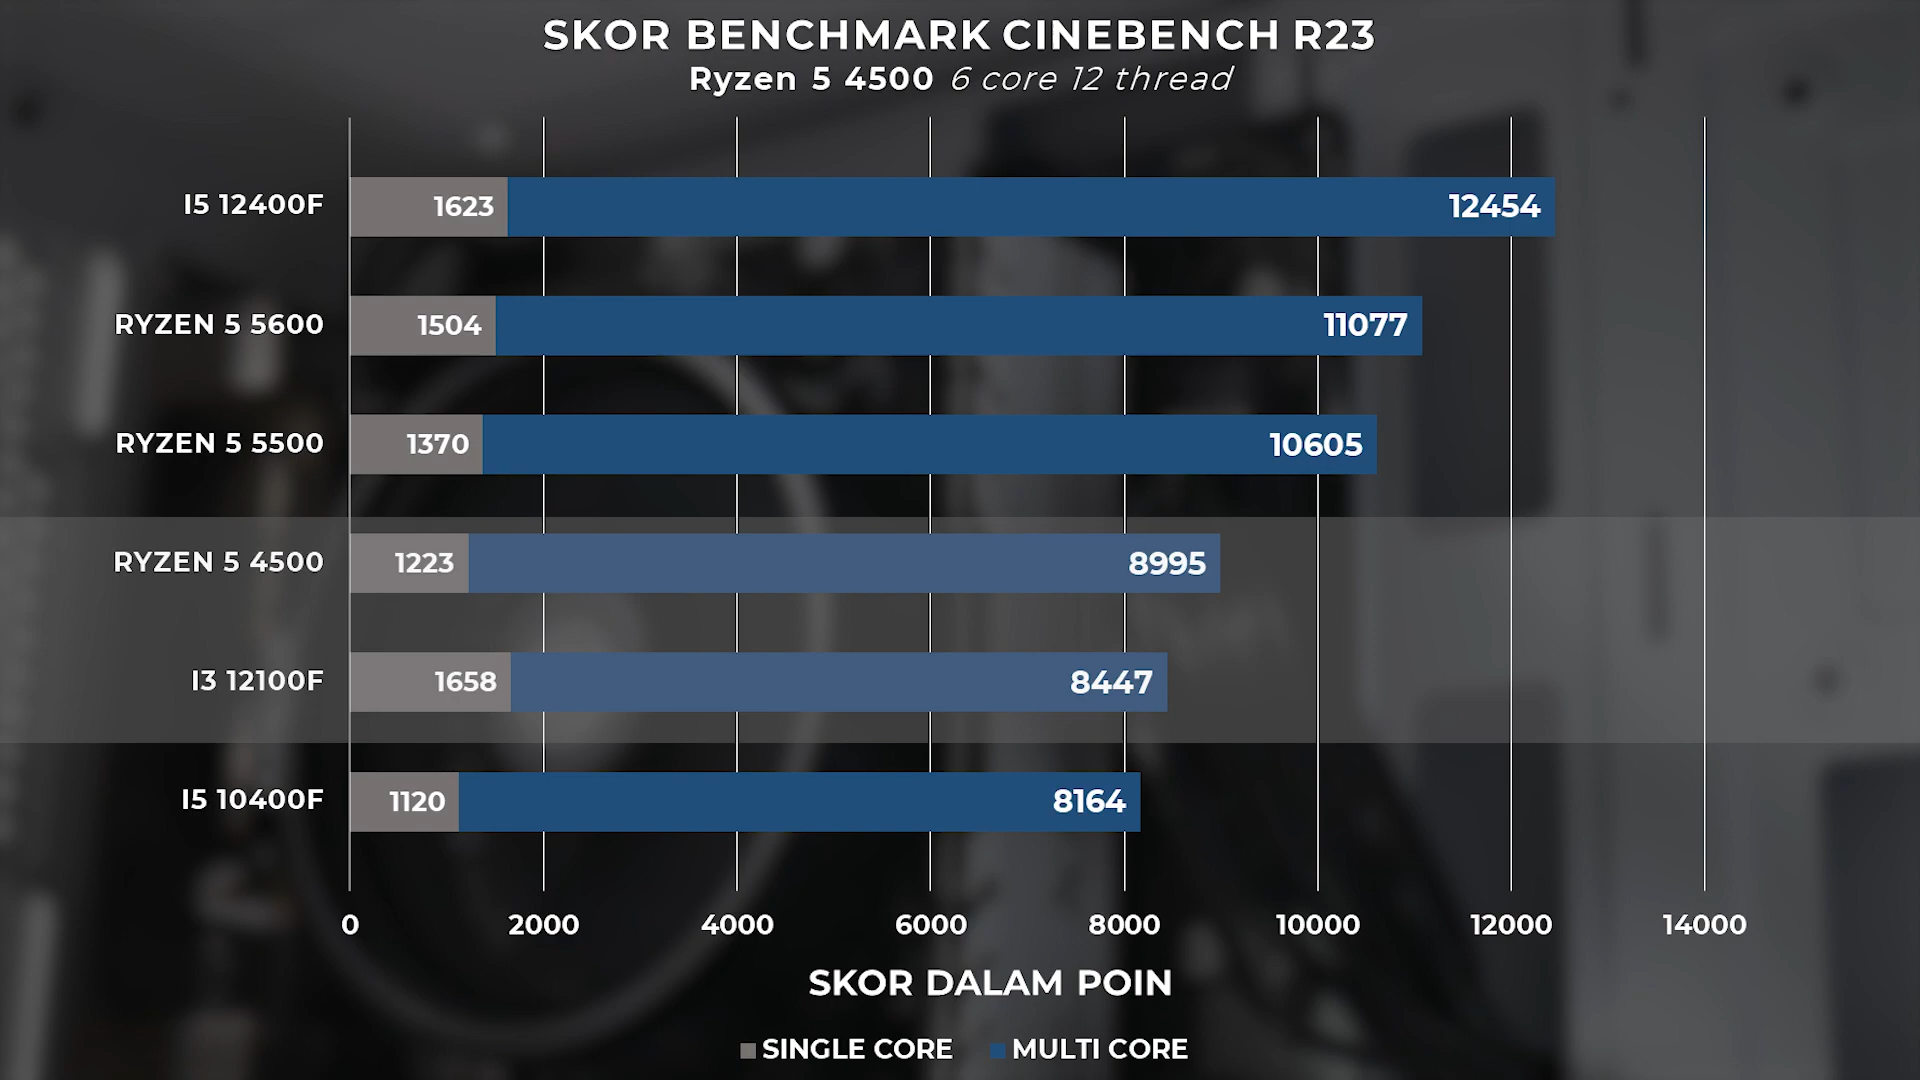 SKOR BENCHMARK CINEBENCH R23
Ryzen 5 4500 6 core 12 thread
I5 12400F 1623 12454
RYZEN 5 5600 1504 11077
RYZEN 5 5500 1370 10605
RYZEN 5 4500 1223 8995
I3 12100F 1658 8447
I5 10400F 1120 8164
0 2000 4000 6000 8000 10000 12000 14000
SKOR DALAM POIN
SINGLE CORE MULTI CORE